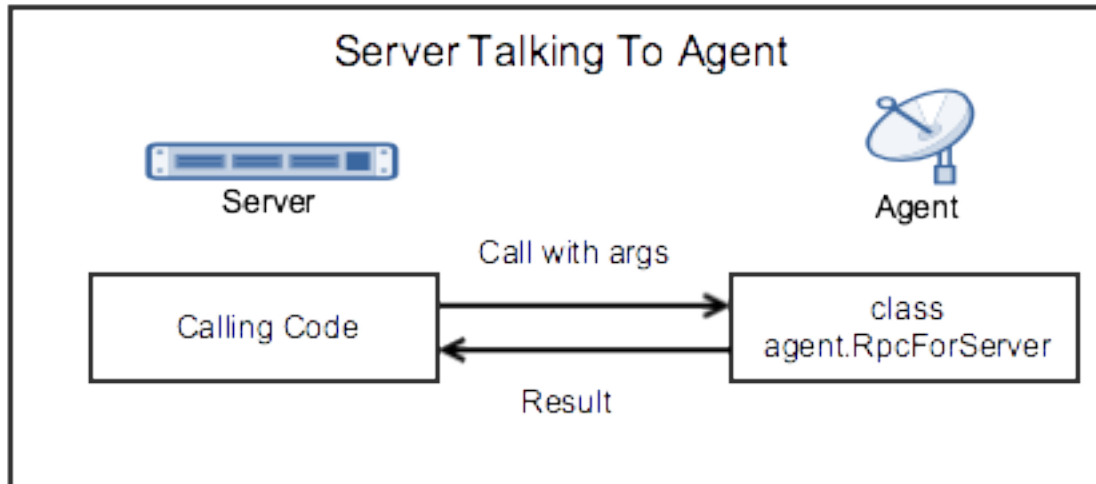 Server Talking To Agent
Server
Agent
Call with args
Calling Code
class
agent.RpcForServer
Result